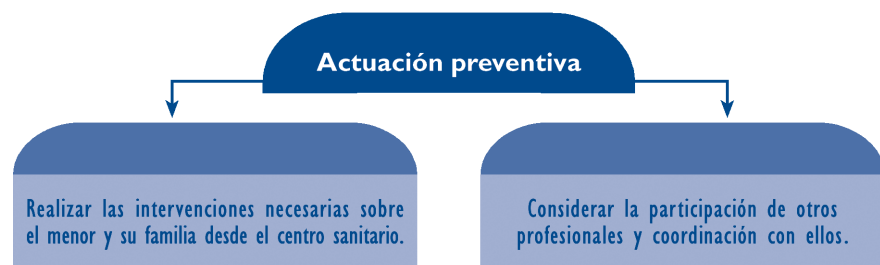 Actuación preventiva
Realizar las intervenciones necesarias sobre
el menor y su familia desde el centro sanitario.
Considerar la participación de otros
profesionales y coordinación con ellos.